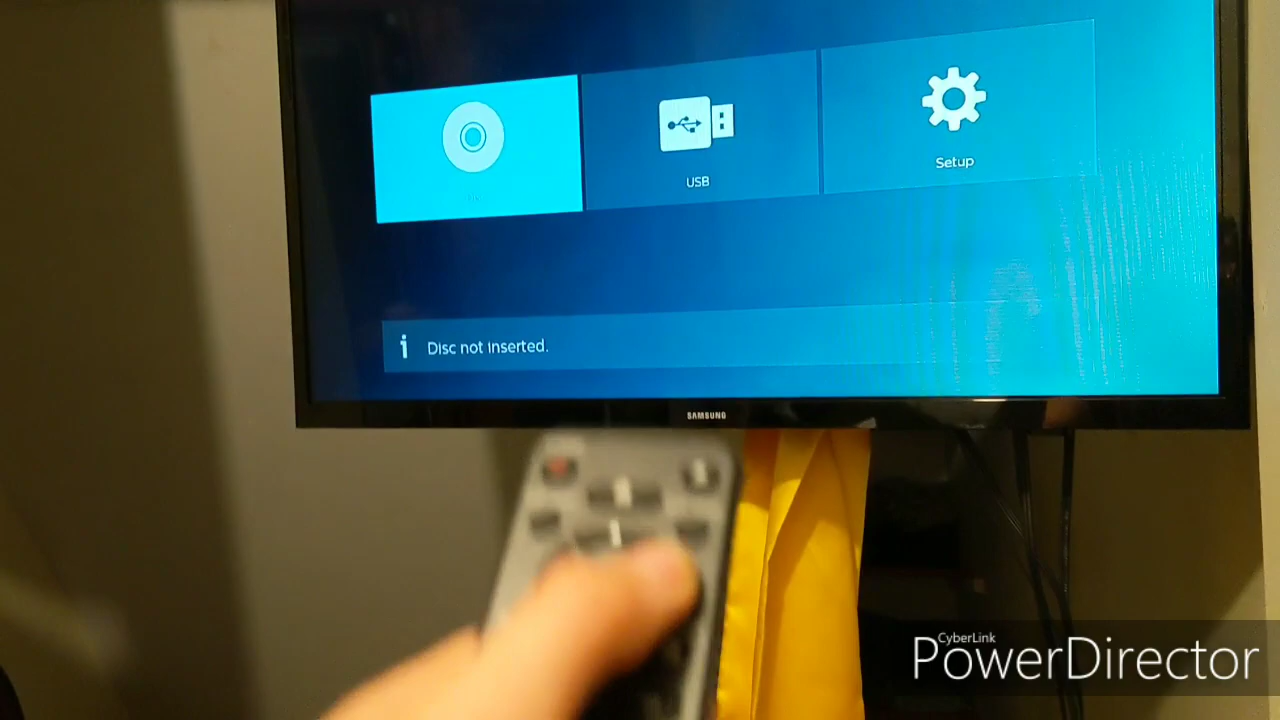 USB
Setup
Disc not inserted.
SAMSUNG
CyberLink
PowerDirector